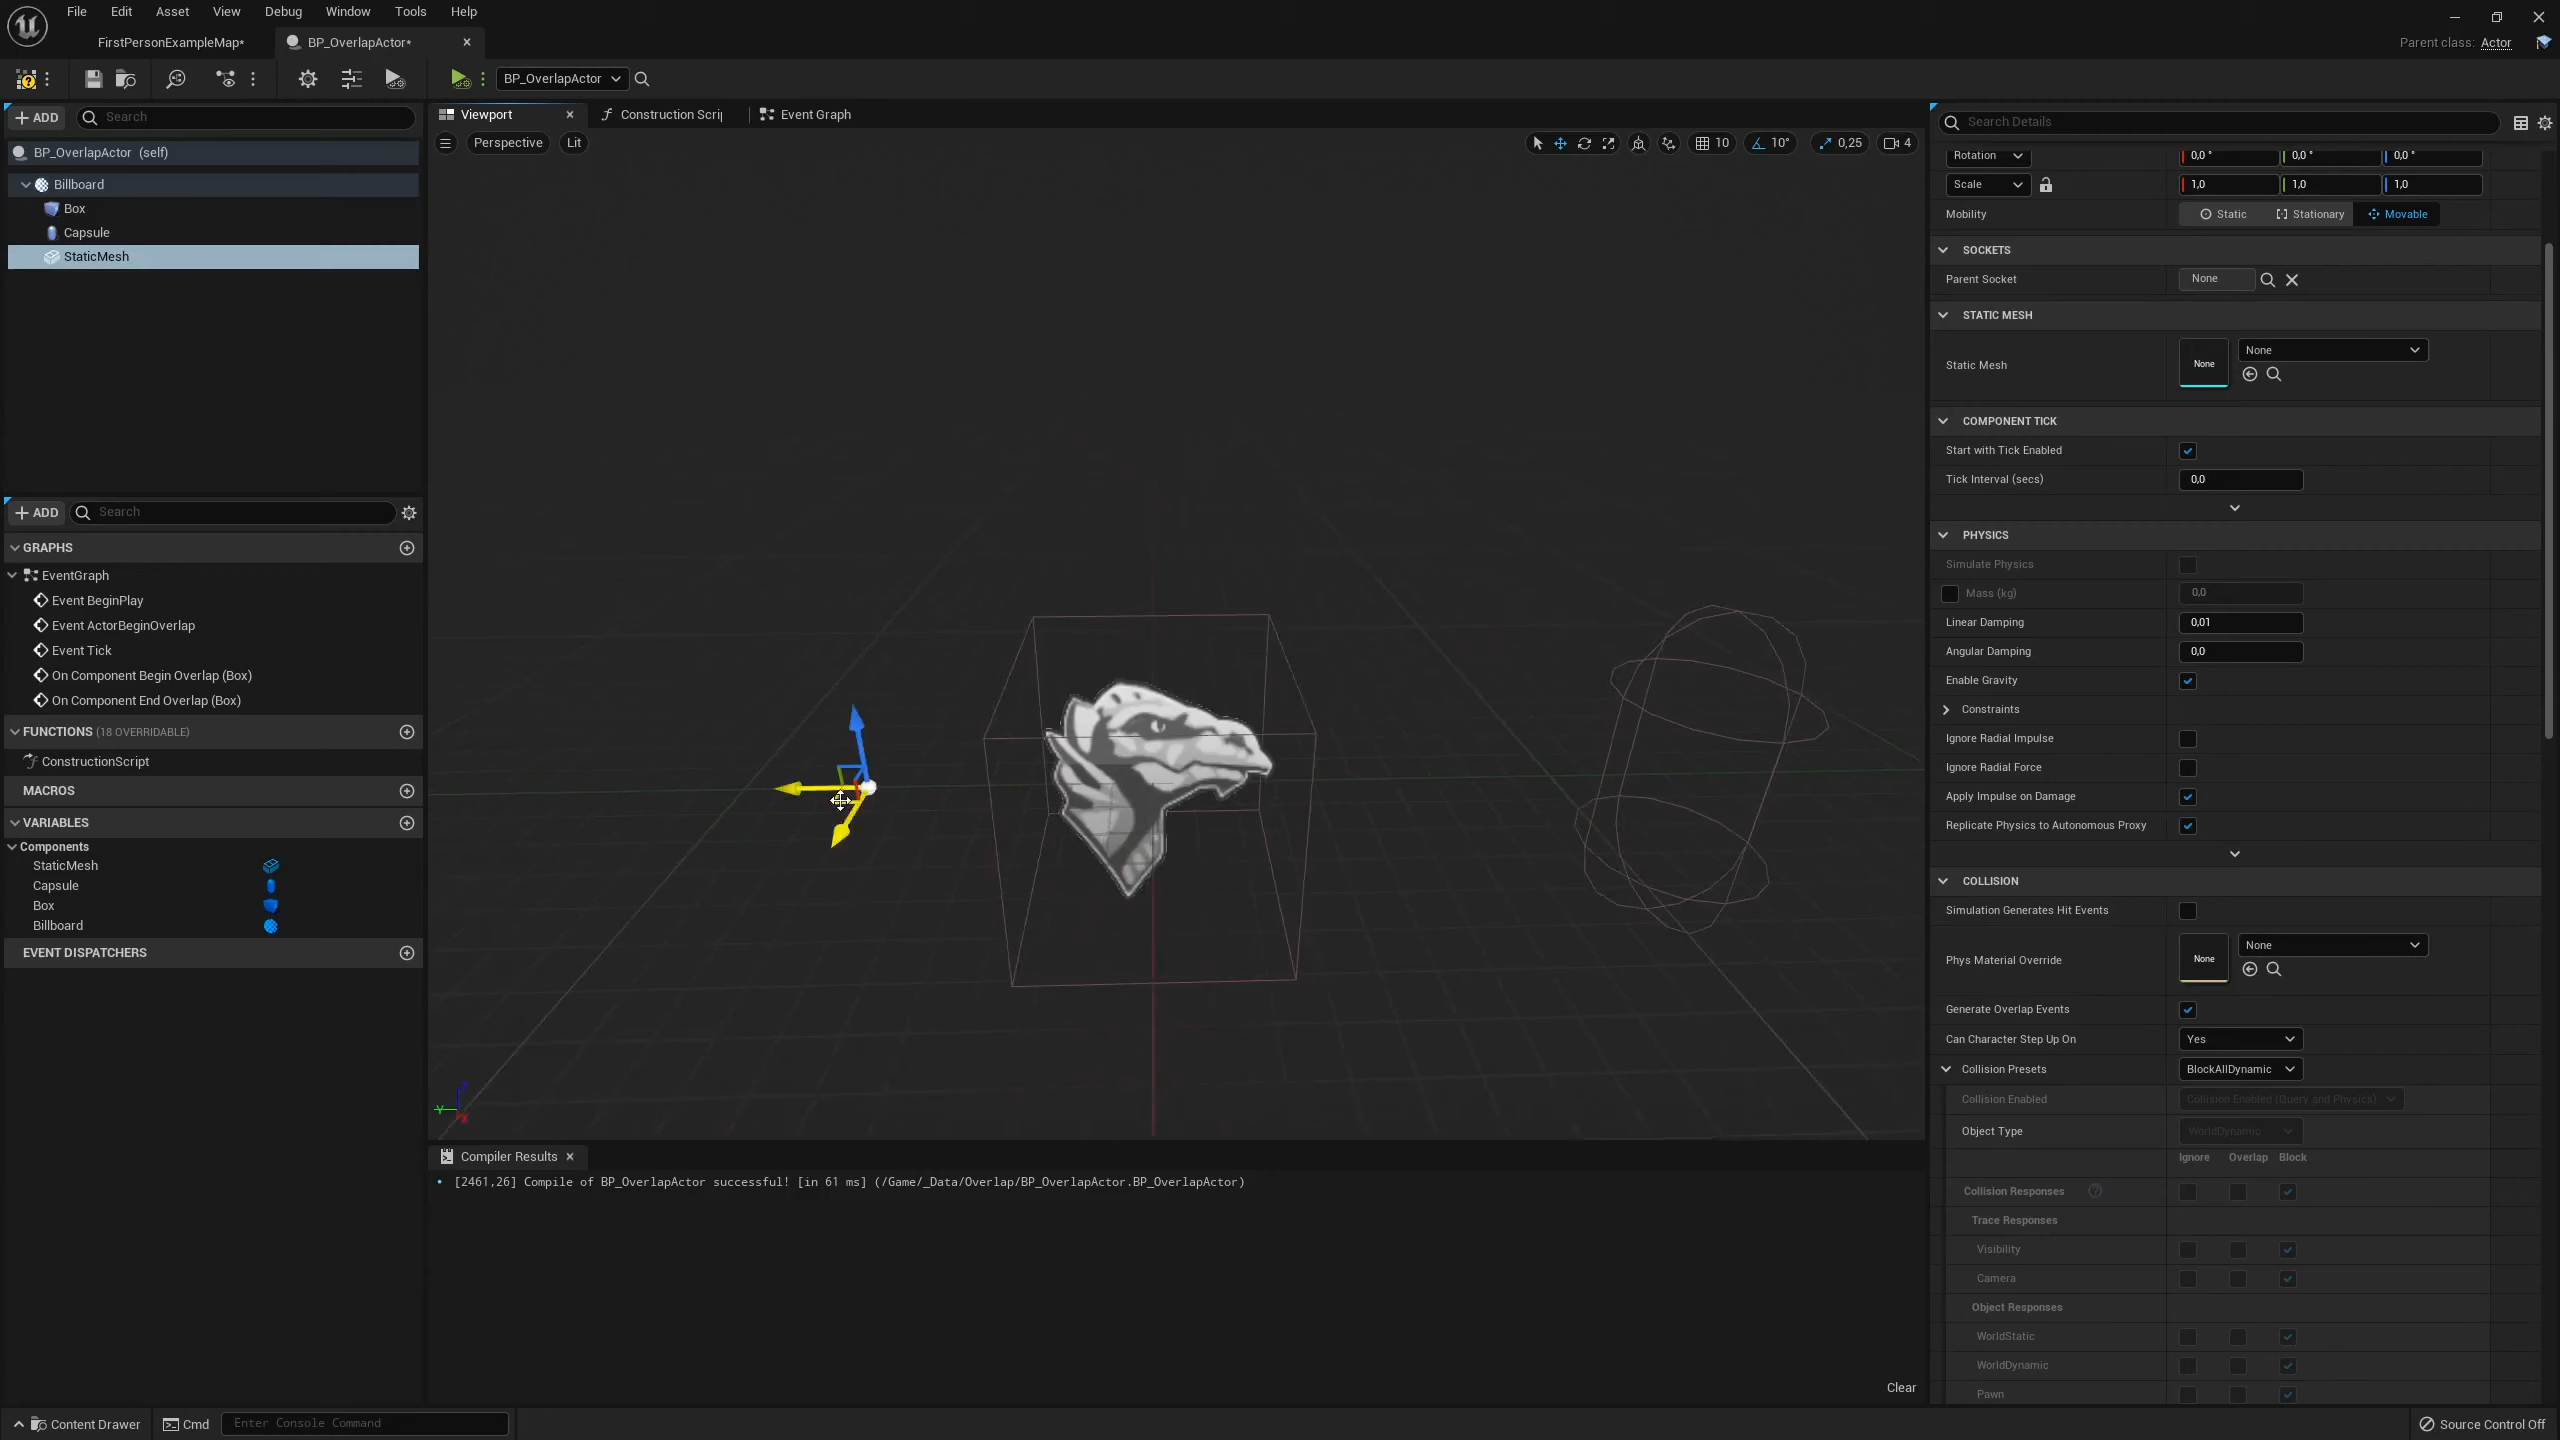 File Edit Asset View Debug Window Tools Help
FirstPersonExampleMap*
BP_OverlapActor*
Parent class: Actor
BP_OverlapActor
ADD
Search
BP_OverlapActor (self)
Billboard
Box
Capsule
StaticMesh
ADD
Search
GRAPHS
EventGraph
Event BeginPlay
Event ActorBeginOverlap
Event Tick
On Component Begin Overlap (Box)
On Component End Overlap (Box)
FUNCTIONS (18 OVERRIDABLE)
ConstructionScript
MACROS
VARIABLES
Components
StaticMesh
Capsule
Box
Billboard
EVENT DISPATCHERS
Viewport
Construction Scrip
Event Graph
Perspective
Lit
10
10°
0,25
4
Y
Compiler Results
[2461,26] Compile of BP_OverlapActor successful! [in 61 ms] (/Game/_Data/Overlap/BP_OverlapActor.BP_OverlapActor)
Clear
Search Details
Rotation 0,0 ° 0,0 ° 0,0 °
Scale 1,0 1,0 1,0
Mobility Static Stationary Movable
SOCKETS
Parent Socket None
STATIC MESH
Static Mesh None None
COMPONENT TICK
Start with Tick Enabled
Tick Interval (secs) 0,0
PHYSICS
Simulate Physics
Mass (kg) 0,0
Linear Damping 0,01
Angular Damping 0,0
Enable Gravity
Constraints
Ignore Radial Impulse
Ignore Radial Force
Apply Impulse on Damage
Replicate Physics to Autonomous Proxy
COLLISION
Simulation Generates Hit Events
Phys Material Override None None
Generate Overlap Events
Can Character Step Up On Yes
Collision Presets BlockAllDynamic
Collision Enabled Collision Enabled (Query and Physics)
Object Type WorldDynamic
Ignore Overlap Block
Collision Responses
Trace Responses
Visibility
Camera
Object Responses
WorldStatic
WorldDynamic
Pawn
Content Drawer
Cmd
Enter Console Command
Source Control Off